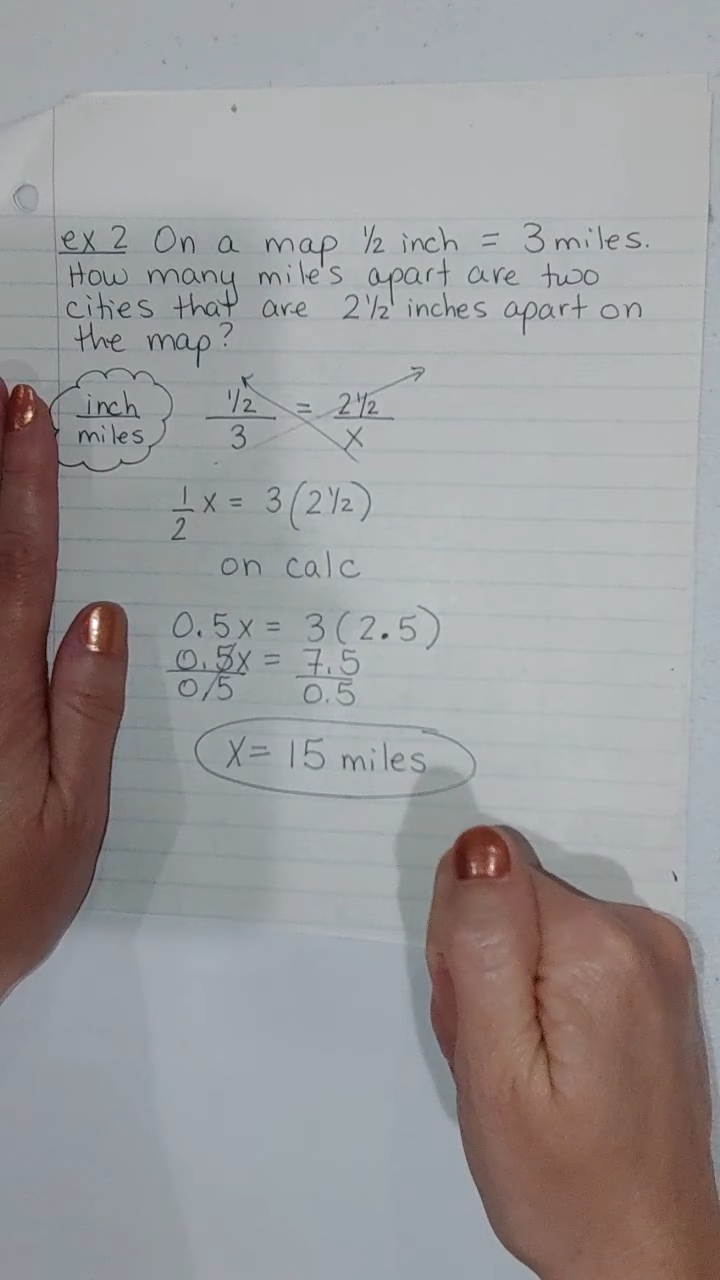 ex 2 On a map ½ inch = 3 miles.
How many mile's apart are two
cities that are 2½ inches apart on
the map?
inch
miles
½ = 2½
3 x
1/2 x = 3(2½)
on calc
0.5x = 3(2.5)
0.5x = 7.5
0.5 0.5
x = 15 miles